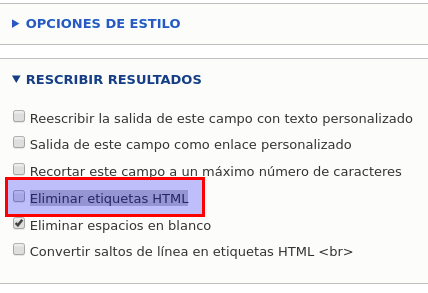 OPCIONES DE ESTILO
RESCRIBIR RESULTADOS
Reescribir la salida de este campo con texto personalizado
Salida de este campo como enlace personalizado
Recortar este campo a un máximo número de caracteres
Eliminar etiquetas HTML
Eliminar espacios en blanco
Convertir saltos de línea en etiquetas HTML <br>